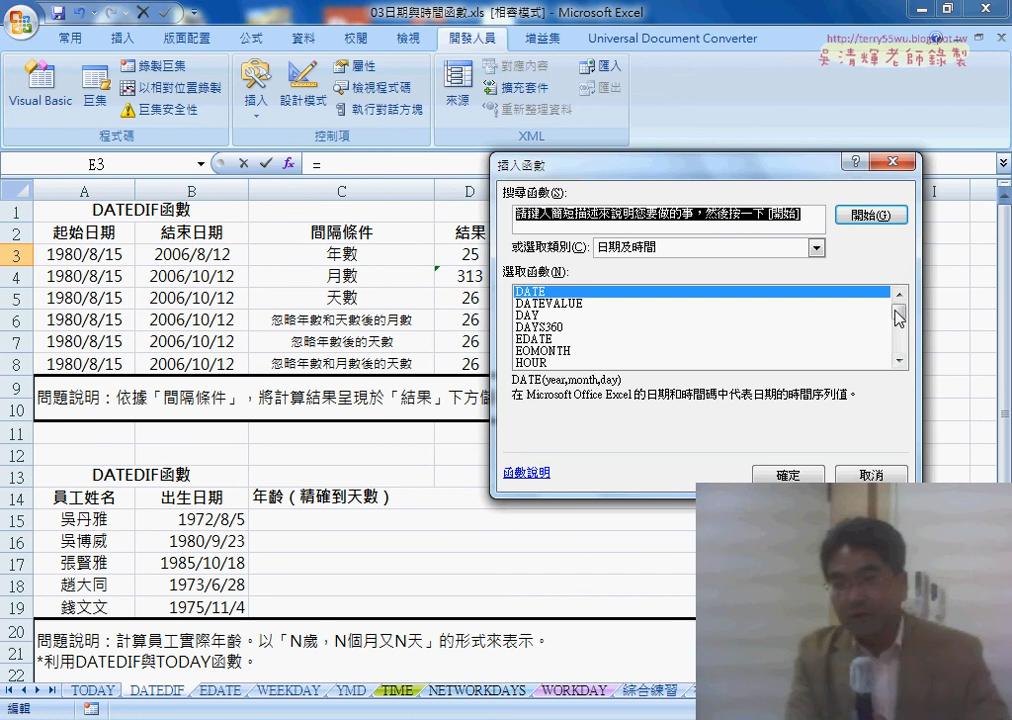 03日期與時間函數.xls [相容模式] - Microsoft Excel
常用 插入 版面配置 公式 資料 校閱 檢視 開發人員 增益集 Universal Document Converter
http://terry55wu.blogspot.tw
吳清輝老師錄製
Visual Basic 巨集 錄製巨集 以相對位置錄製 巨集安全性 程式碼
插入 設計模式 屬性 檢視程式碼 執行對話方塊 控制項
來源 對應內容 擴充套件 重新整理資料 匯入 匯出 XML
E3 fx =
A B C D I
1 DATEDIF函數
2 起始日期 結束日期 間隔條件 結果
3 1980/8/15 2006/8/12 年數 25
4 1980/8/15 2006/10/12 月數 313
5 1980/8/15 2006/10/12 天數 26
6 1980/8/15 2006/10/12 忽略年數和天數後的月數 26
7 1980/8/15 2006/10/12 忽略年數後的天數 26
8 1980/8/15 2006/10/12 忽略年數和月數後的天數 26
9
10 問題說明：依據「間隔條件」，將計算結果呈現於「結果」下方
11
12
13 DATEDIF函數
14 員工姓名 出生日期 年齡（精確到天數）
15 吳丹雅 1972/8/5
16 吳博威 1980/9/23
17 張賢雅 1985/10/18
18 趙大同 1973/6/28
19 錢文文 1975/11/4
20 問題說明：計算員工實際年齡。以「N歲，N個月又N天」的形式來表示。
21 *利用DATEDIF與TODAY函數。
22
插入函數
搜尋函數(S):
請鍵入簡短描述來說明您要做的事，然後按一下 [開始]
開始(G)
或選取類別(C): 日期及時間
選取函數(N):
DATE
DATEVALUE
DAY
DAYS360
EDATE
EOMONTH
HOUR
DATE(year,month,day)
在 Microsoft Office Excel 的日期和時間碼中代表日期的時間序列值。
函數說明 確定 取消
TODAY DATEDIF EDATE WEEKDAY YMD TIME NETWORKDAYS WORKDAY 綜合練習
編輯